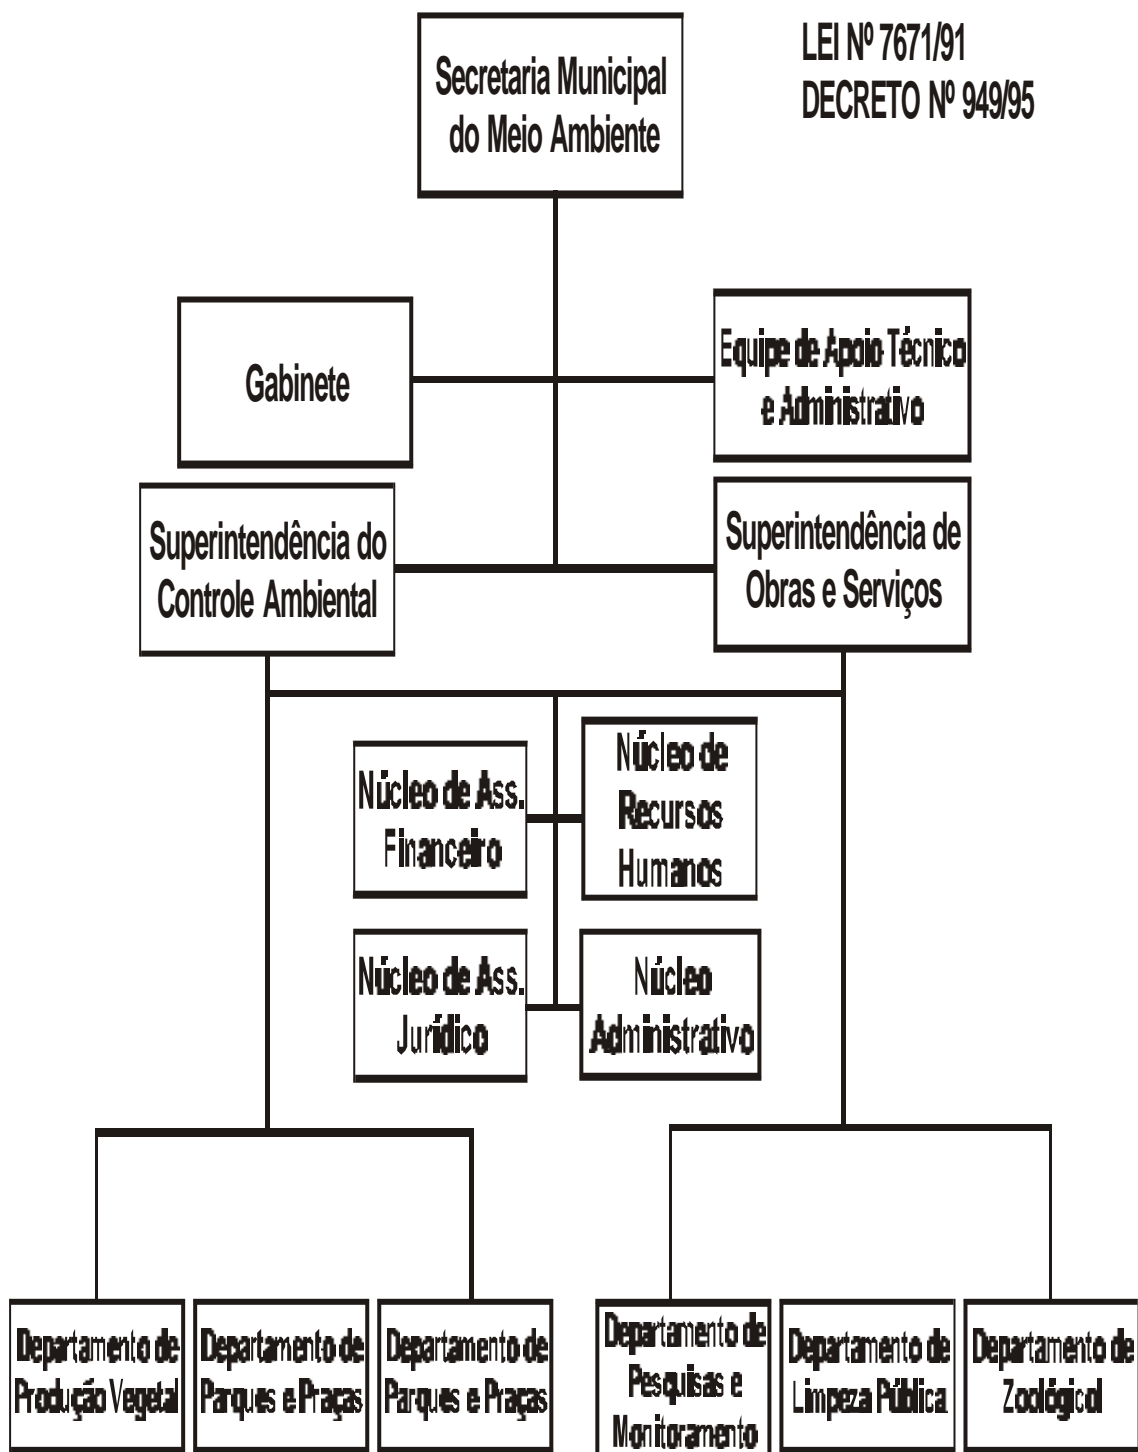 LEI Nº 7671/91
DECRETO Nº 949/95
Secretaria Municipal
do Meio Ambiente
Gabinete
Equipe de Apoio Técnico
e Administrativo
Superintendência do
Controle Ambiental
Superintendência de
Obras e Serviços
Núcleo de Ass.
Financeiro
Núcleo de
Recursos
Humanos
Núcleo de Ass.
Jurídico
Núcleo
Administrativo
Departamento de
Produção Vegetal
Departamento de
Parques e Praças
Departamento de
Parques e Praças
Departamento de
Pesquisas e
Monitoramento
Departamento de
Limpeza Pública
Departamento de
Zoológicol